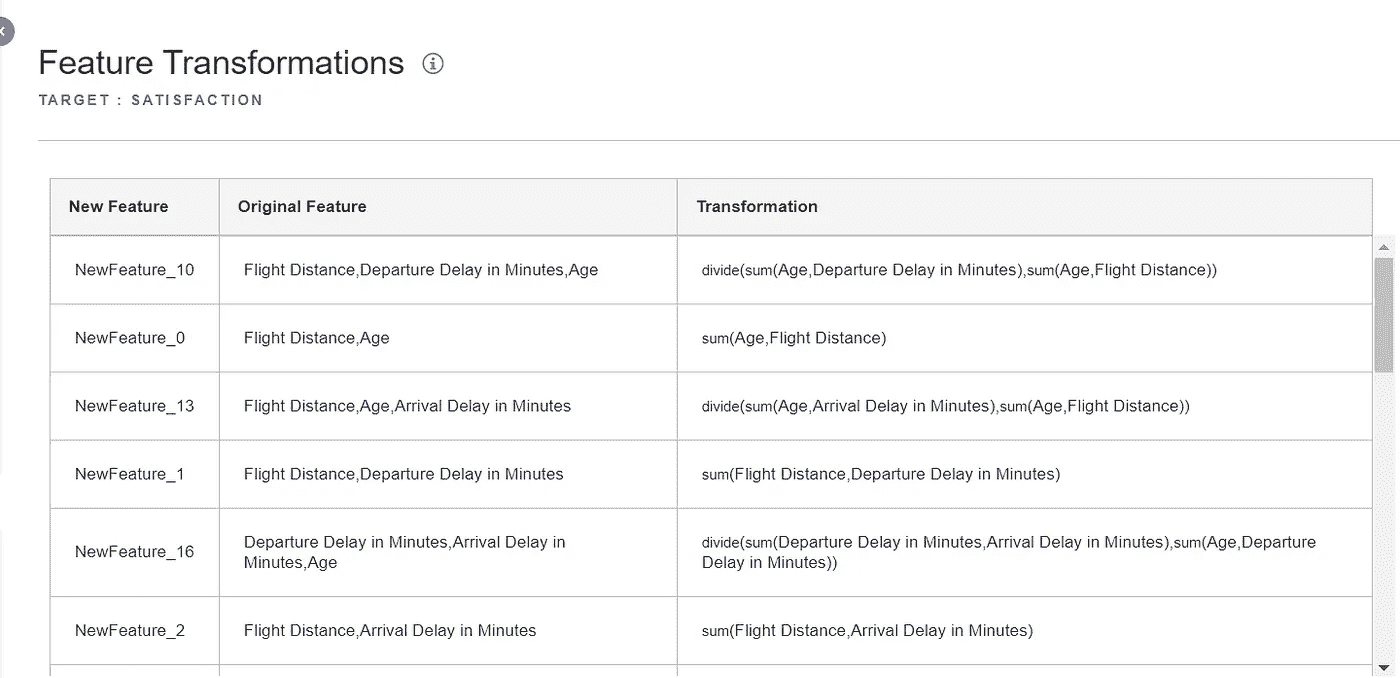 Feature Transformations
TARGET : SATISFACTION
New Feature Original Feature Transformation
NewFeature_10 Flight Distance,Departure Delay in Minutes,Age divide(sum(Age,Departure Delay in Minutes),sum(Age,Flight Distance))
NewFeature_0 Flight Distance,Age sum(Age,Flight Distance)
NewFeature_13 Flight Distance,Age,Arrival Delay in Minutes divide(sum(Age,Arrival Delay in Minutes),sum(Age,Flight Distance))
NewFeature_1 Flight Distance,Departure Delay in Minutes sum(Flight Distance,Departure Delay in Minutes)
NewFeature_16 Departure Delay in Minutes,Arrival Delay in divide(sum(Departure Delay in Minutes,Arrival Delay in Minutes),sum(Age,Departure
Minutes,Age Delay in Minutes))
NewFeature_2 Flight Distance,Arrival Delay in Minutes sum(Flight Distance,Arrival Delay in Minutes)